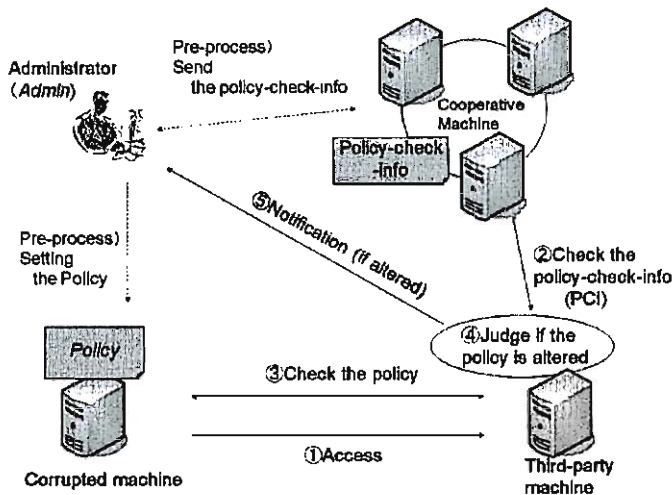 Administrator
(Admin)
Pre-process)
Send
the policy-check-info
Cooperative
Machine
Policy-check
-info
Pre-process)
Setting
the Policy
⑤Notification (if altered)
②Check the
policy-check-info
(PCI)
④Judge if the
policy is altered
Policy
③Check the policy
①Access
Corrupted machine
Third-party
machine